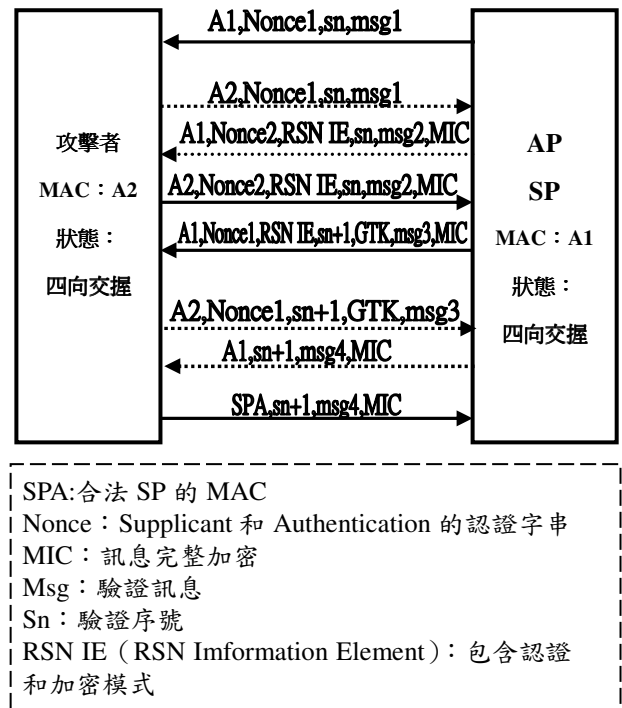 A1,Nonce1,sn,msg1
A2,Nonce1,sn,msg1
A1,Nonce2,RSN IE,sn,msg2,MIC
A2,Nonce2,RSN IE,sn,msg2,MIC
A1,Nonce1,RSN IE,sn+1,GTK,msg3,MIC
A2,Nonce1,sn+1,GTK,msg3
A1,sn+1,msg4,MIC
SPA,sn+1,msg4,MIC
攻擊者
MAC：A2
狀態：
四向交握
AP
SP
MAC：A1
狀態：
四向交握
SPA:合法 SP 的 MAC
Nonce：Supplicant 和 Authentication 的認證字串
MIC：訊息完整加密
Msg：驗證訊息
Sn：驗證序號
RSN IE（RSN Imformation Element）：包含認證
和加密模式